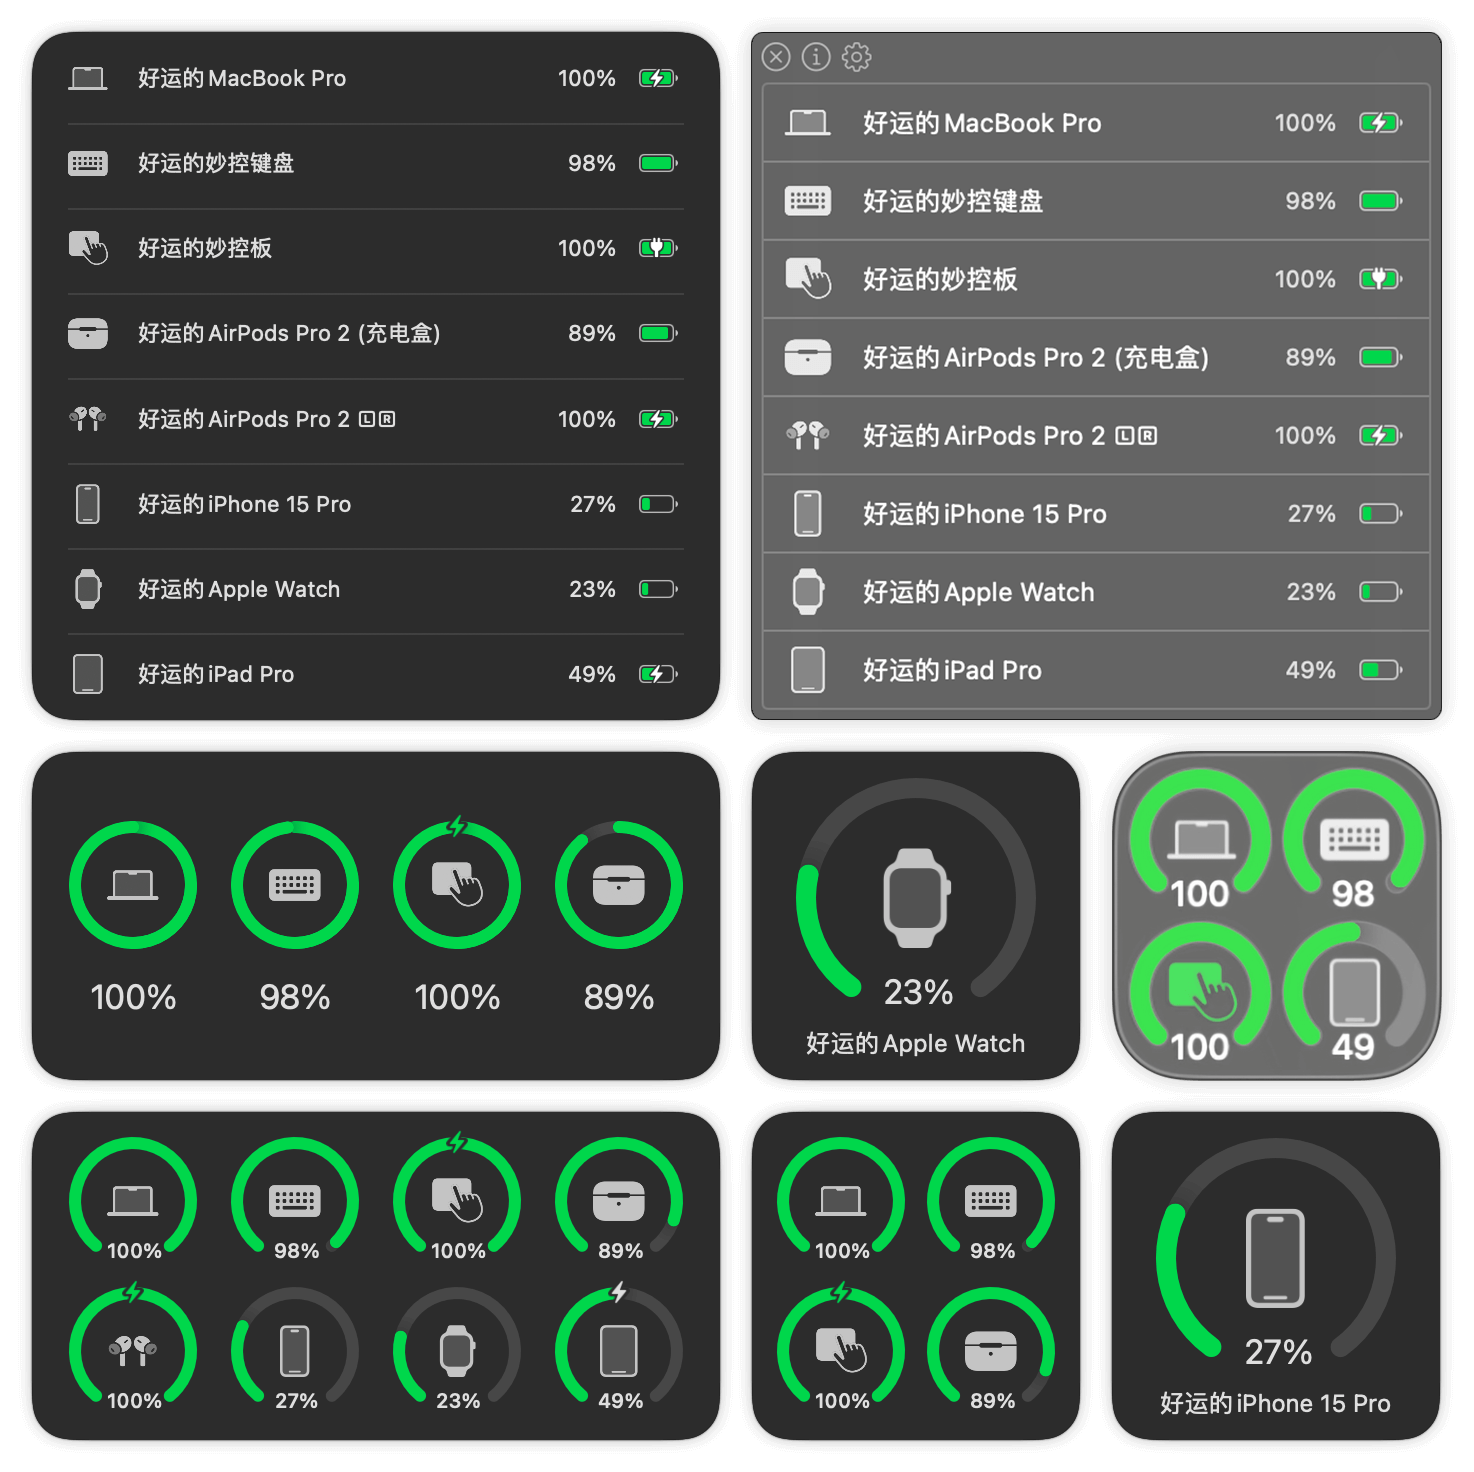 好运的MacBook Pro 100%
好运的妙控键盘 98%
好运的妙控板 100%
好运的AirPods Pro 2 (充电盒) 89%
好运的AirPods Pro 2 L R 100%
好运的iPhone 15 Pro 27%
好运的Apple Watch 23%
好运的iPad Pro 49%
好运的MacBook Pro 100%
好运的妙控键盘 98%
好运的妙控板 100%
好运的AirPods Pro 2 (充电盒) 89%
好运的AirPods Pro 2 L R 100%
好运的iPhone 15 Pro 27%
好运的Apple Watch 23%
好运的iPad Pro 49%
100% 98% 100% 89%
23%
好运的Apple Watch
100 98
100 49
100% 98% 100% 89%
100% 27% 23% 49%
100% 98%
100% 89%
27%
好运的iPhone 15 Pro